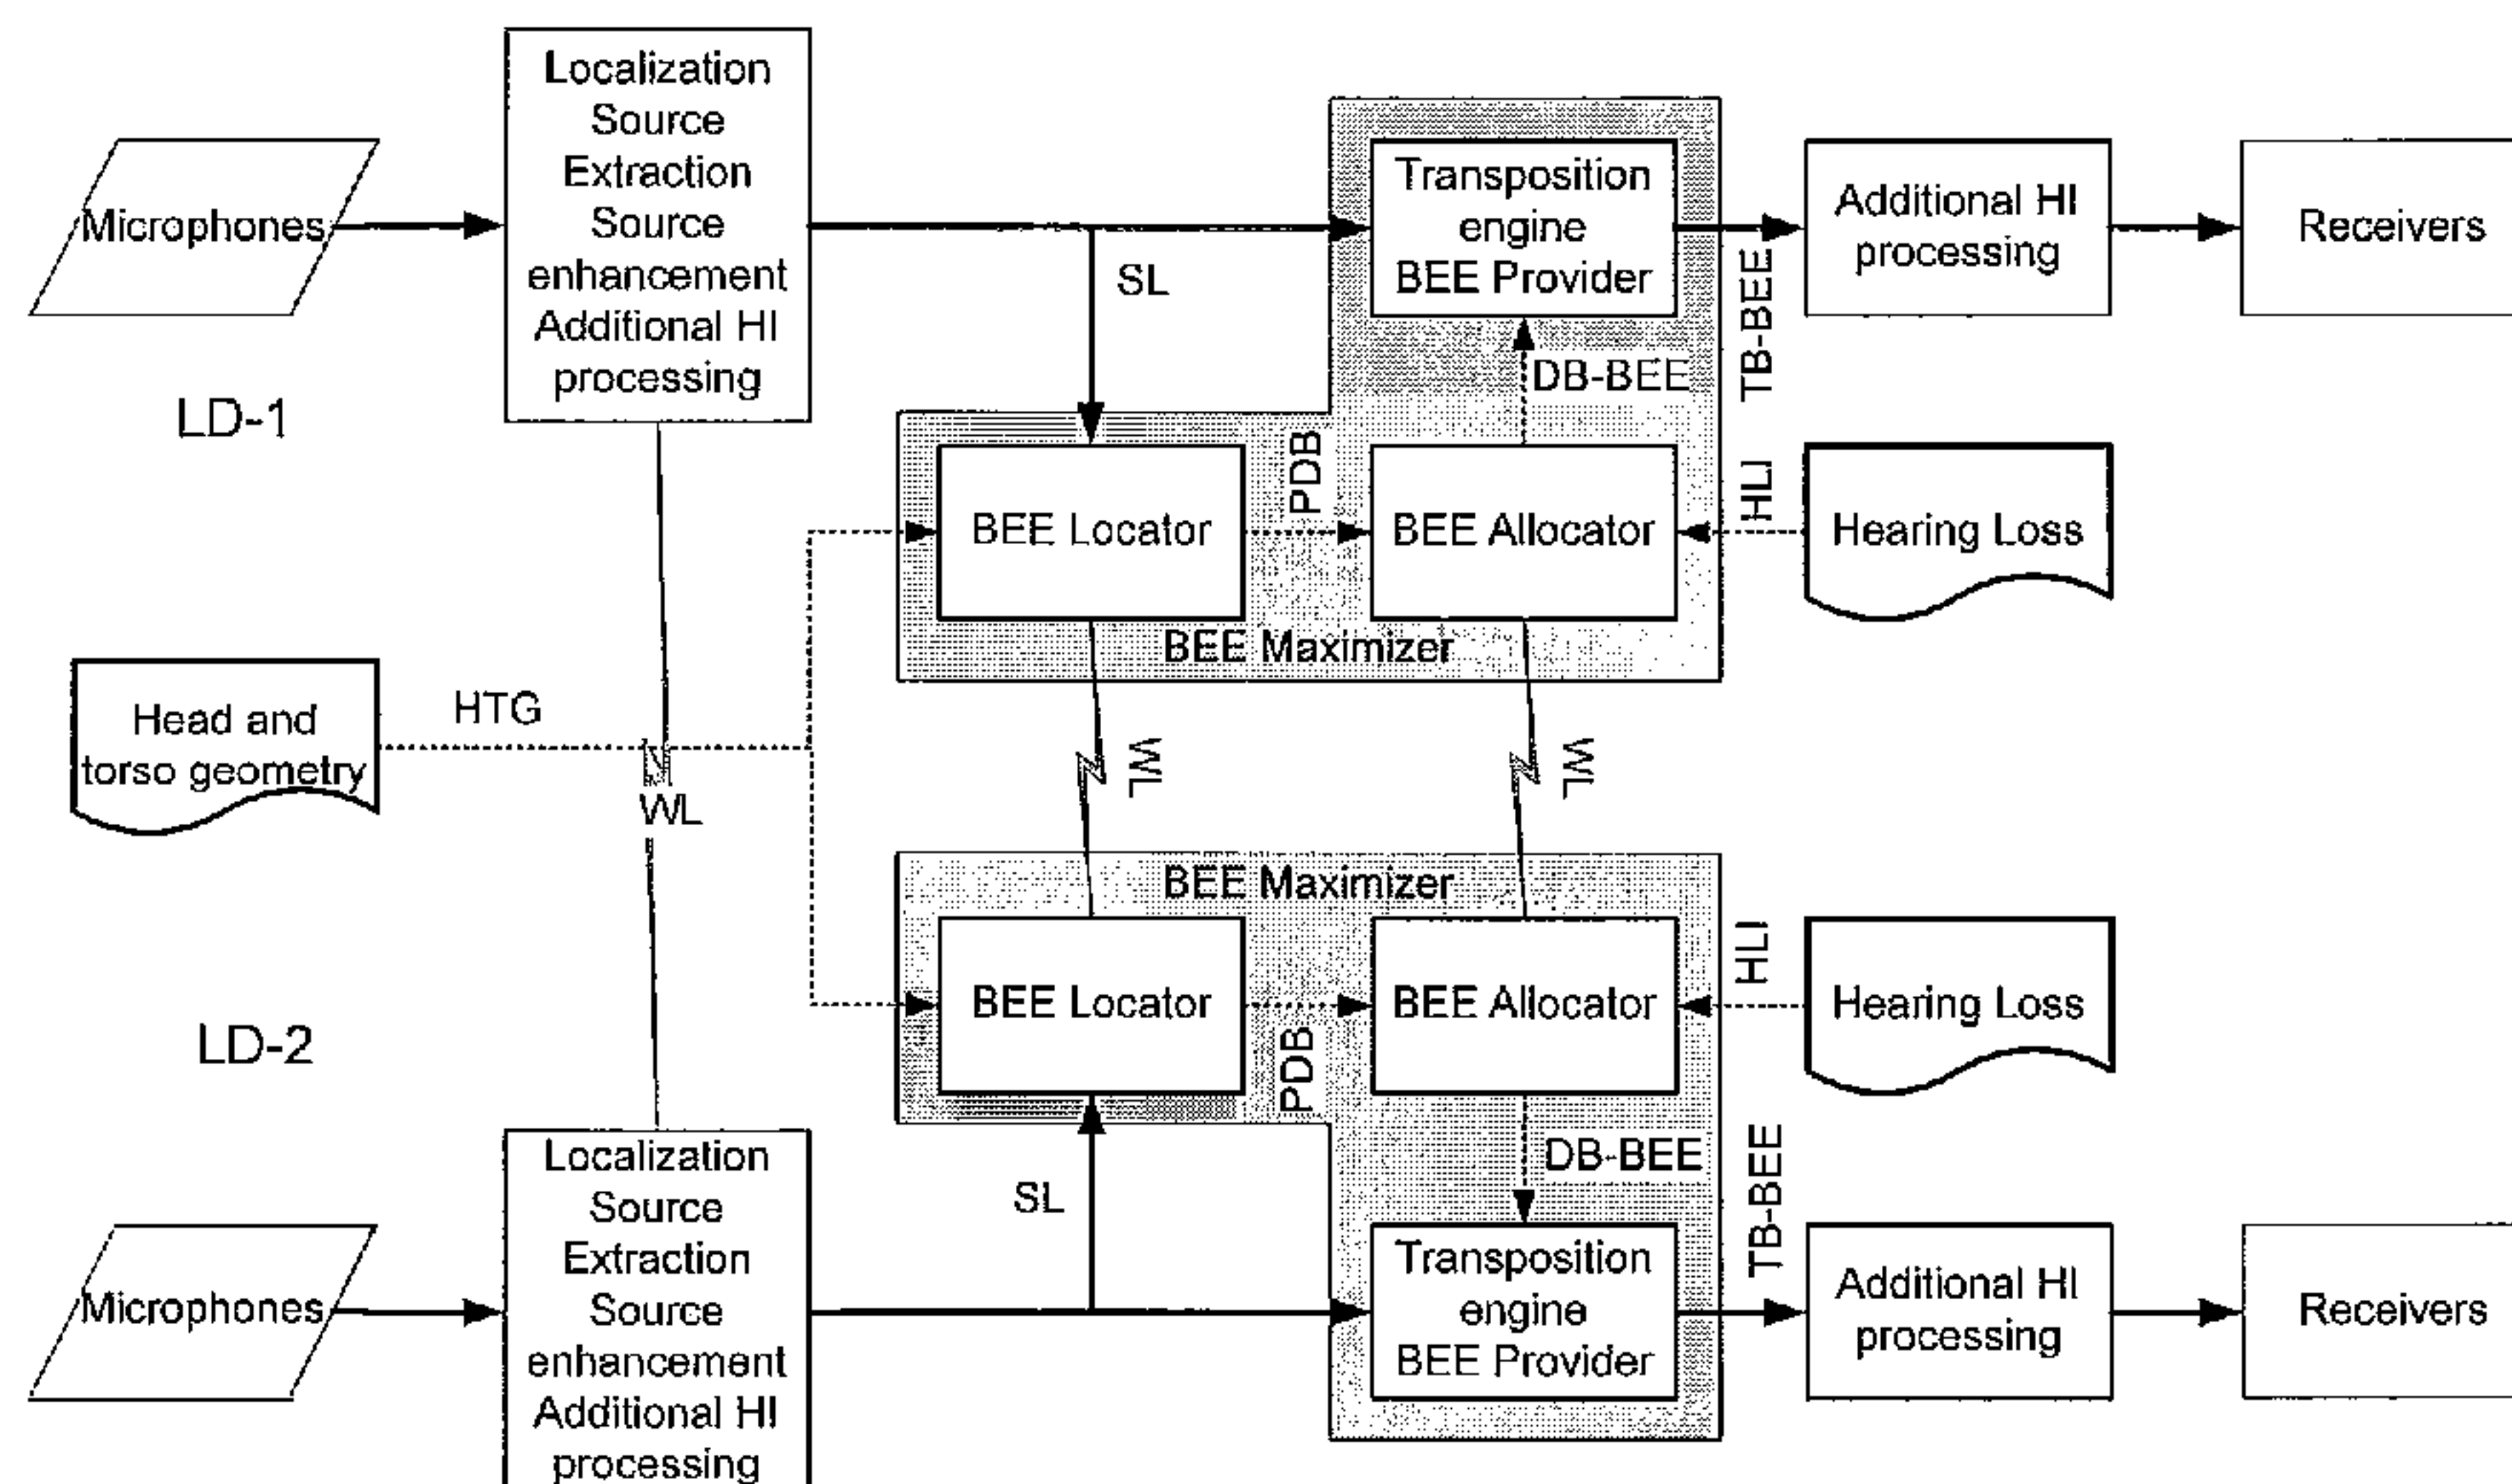 Microphones
Localization
Source
Extraction
Source
enhancement
Additional HI
processing
SL
Transposition
engine
BEE Provider
TB-BEE
Additional HI
processing
Receivers
DB-BEE
LD-1
BEE Locator
PDB
BEE Allocator
HLI
Hearing Loss
BEE Maximizer
Head and
torso geometry
HTG
WL
WL
WL
BEE Maximizer
BEE Locator
PDB
BEE Allocator
HLI
Hearing Loss
LD-2
SL
DB-BEE
TB-BEE
Microphones
Localization
Source
Extraction
Source
enhancement
Additional HI
processing
Transposition
engine
BEE Provider
Additional HI
processing
Receivers